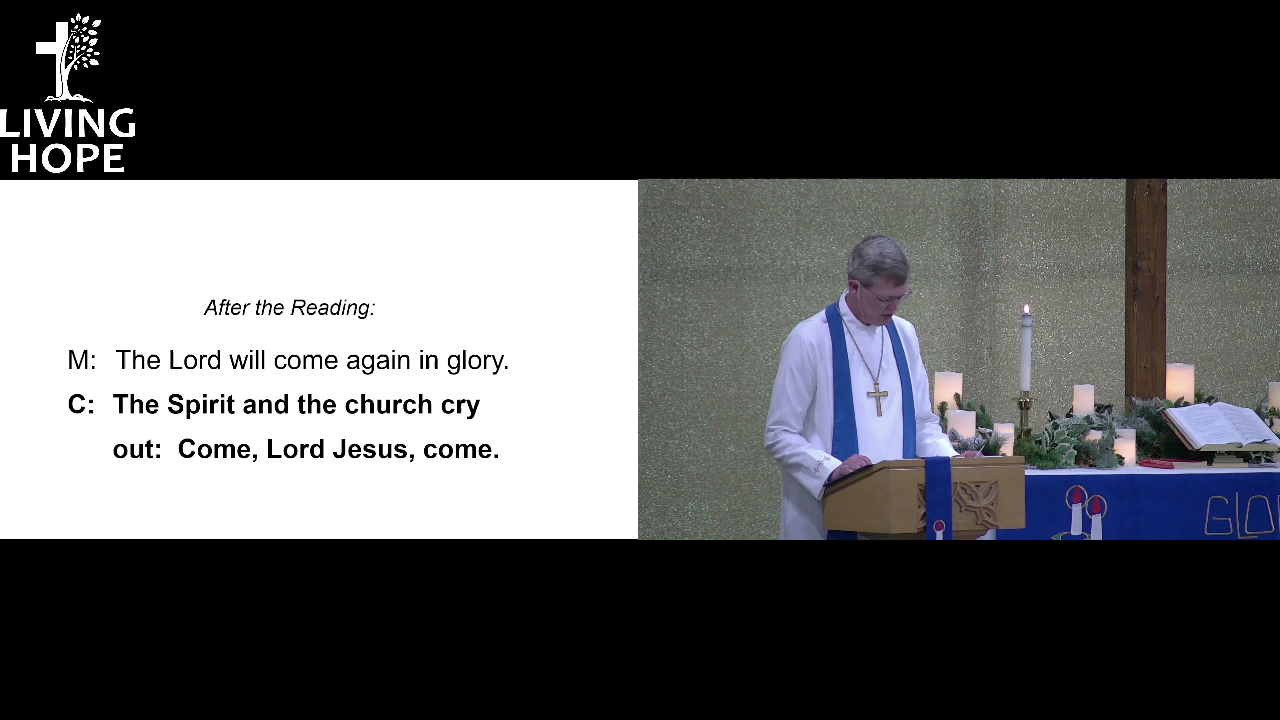 LIVING
HOPE
After the Reading:
M: The Lord will come again in glory.
C: The Spirit and the church cry
out: Come, Lord Jesus, come.
GLO